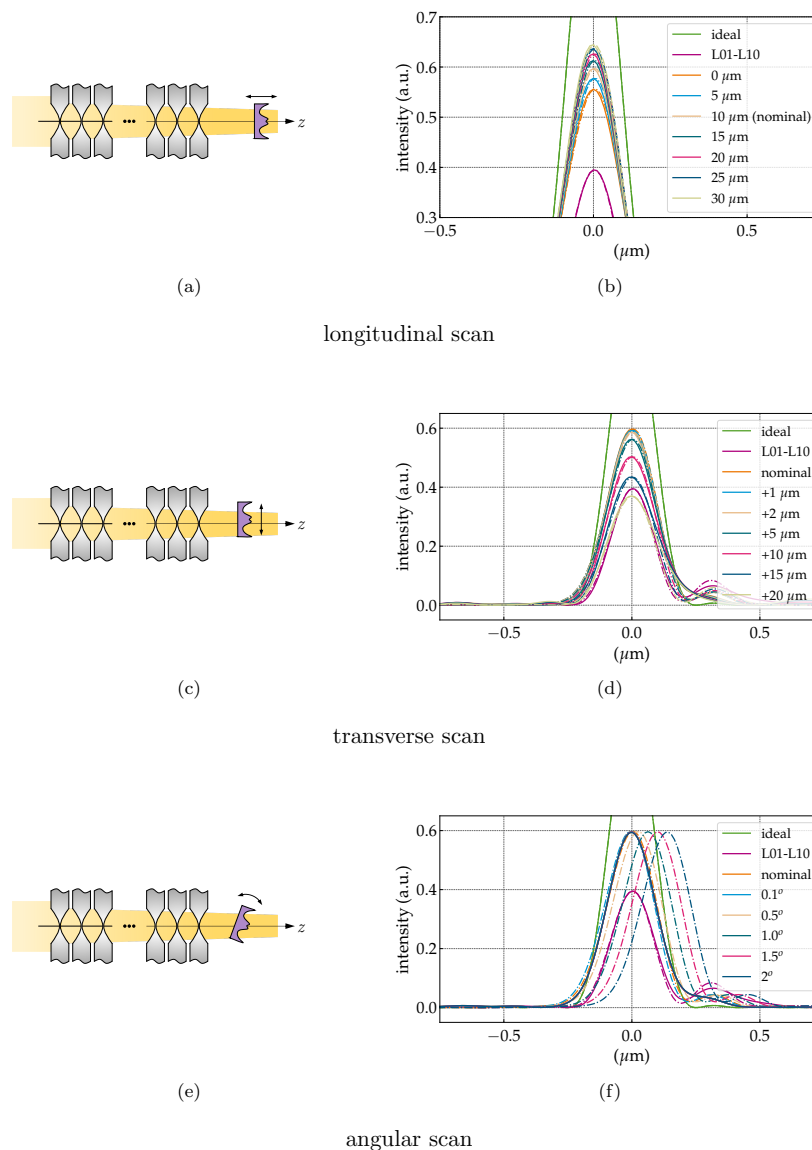 z
0.7
0.6
0.5
0.4
0.3
intensity (a.u.)
ideal
L01-L10
0 μm
5 μm
10 μm (nominal)
15 μm
20 μm
25 μm
30 μm
−0.5 0.0 0.5
(μm)
(a) (b)
longitudinal scan
z
0.6
0.4
0.2
0.0
intensity (a.u.)
ideal
L01-L10
nominal
+1 μm
+2 μm
+5 μm
+10 μm
+15 μm
+20 μm
−0.5 0.0 0.5
(μm)
(c) (d)
transverse scan
z
0.6
0.4
0.2
0.0
intensity (a.u.)
ideal
L01-L10
nominal
0.1º
0.5º
1.0º
1.5º
2º
−0.5 0.0 0.5
(μm)
(e) (f)
angular scan